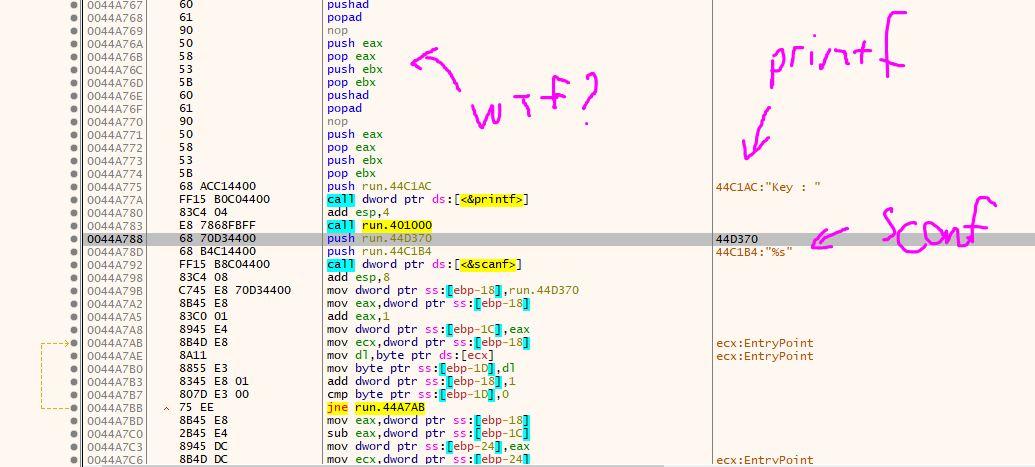 0044A767 60 pushad
0044A768 61 popad
0044A769 90 nop
0044A76A 50 push eax
0044A76B 58 pop eax
0044A76C 53 push ebx
0044A76D 5B pop ebx
0044A76E 60 pushad
0044A76F 61 popad
0044A770 90 nop
0044A771 50 push eax
0044A772 58 pop eax
0044A773 53 push ebx
0044A774 5B pop ebx
0044A775 68 ACC14400 push run.44C1AC 44C1AC:"Key : "
0044A77A FF15 B0C04400 call dword ptr ds:[<&printf>]
0044A780 83C4 04 add esp,4
0044A783 E8 7868FBFF call run.401000
0044A788 68 70D34400 push run.44D370 44D370
0044A78D 68 B4C14400 push run.44C1B4 44C1B4:"%s"
0044A792 FF15 B8C04400 call dword ptr ds:[<&scanf>]
0044A798 83C4 08 add esp,8
0044A79B C745 E8 70D34400 mov dword ptr ss:[ebp-18],run.44D370
0044A7A2 8B45 E8 mov eax,dword ptr ss:[ebp-18]
0044A7A5 83C0 01 add eax,1
0044A7A8 8945 E4 mov dword ptr ss:[ebp-1C],eax
0044A7AB 8B4D E8 mov ecx,dword ptr ss:[ebp-18] ecx:EntryPoint
0044A7AE 8A11 mov dl,byte ptr ds:[ecx] ecx:EntryPoint
0044A7B0 8855 E3 mov byte ptr ss:[ebp-1D],dl
0044A7B3 8345 E8 01 add dword ptr ss:[ebp-18],1
0044A7B7 807D E3 00 cmp byte ptr ss:[ebp-1D],0
0044A7BB 75 EE jne run.44A7AB
0044A7BD 8B45 E8 mov eax,dword ptr ss:[ebp-18]
0044A7C0 2B45 E4 sub eax,dword ptr ss:[ebp-1C]
0044A7C3 8945 DC mov dword ptr ss:[ebp-24],eax
0044A7C6 8B4D DC mov ecx,dword ptr ss:[ebp-24] ecx:EntryPoint
wtf?
printf
scanf